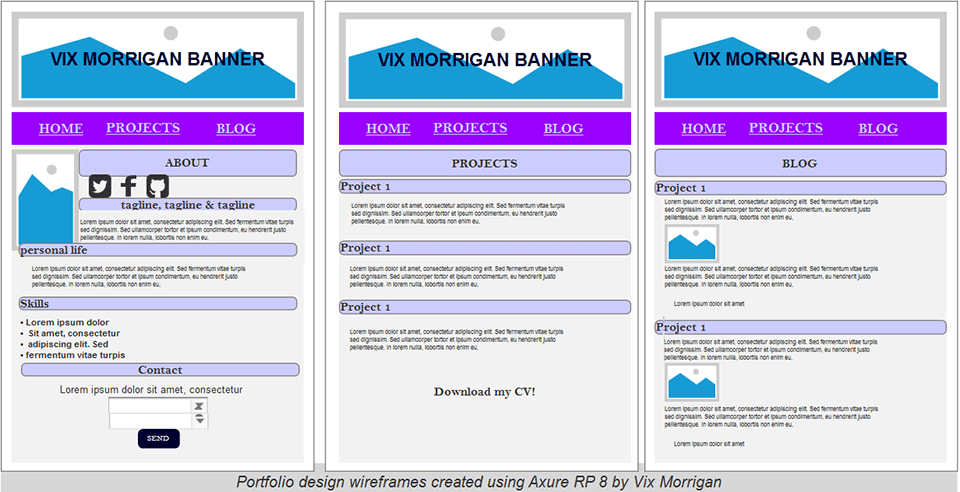 VIX MORRIGAN BANNER
HOME PROJECTS BLOG
ABOUT
tagline, tagline & tagline
Lorem ipsum dolor sit amet, consectetur adipiscing elit. Sed fermentum vitae turpis
sed dignissim. Sed ullamcorper tortor et ipsum condimentum, eu hendrerit justo
pellentesque. In lorem nulla, lobortis non enim eu,
personal life
Lorem ipsum dolor sit amet, consectetur adipiscing elit. Sed fermentum vitae turpis
sed dignissim. Sed ullamcorper tortor et ipsum condimentum, eu hendrerit justo
pellentesque. In lorem nulla, lobortis non enim eu,
Skills
• Lorem ipsum dolor
• Sit amet, consectetur
• adipiscing elit. Sed
• fermentum vitae turpis
Contact
Lorem ipsum dolor sit amet, consectetur
SEND
VIX MORRIGAN BANNER
HOME PROJECTS BLOG
PROJECTS
Project 1
Lorem ipsum dolor sit amet, consectetur adipiscing elit. Sed fermentum vitae turpis
sed dignissim. Sed ullamcorper tortor et ipsum condimentum, eu hendrerit justo
pellentesque. In lorem nulla, lobortis non enim eu,
Project 1
Lorem ipsum dolor sit amet, consectetur adipiscing elit. Sed fermentum vitae turpis
sed dignissim. Sed ullamcorper tortor et ipsum condimentum, eu hendrerit justo
pellentesque. In lorem nulla, lobortis non enim eu,
Project 1
Lorem ipsum dolor sit amet, consectetur adipiscing elit. Sed fermentum vitae turpis
sed dignissim. Sed ullamcorper tortor et ipsum condimentum, eu hendrerit justo
pellentesque. In lorem nulla, lobortis non enim eu,
Download my CV!
VIX MORRIGAN BANNER
HOME PROJECTS BLOG
BLOG
Project 1
Lorem ipsum dolor sit amet, consectetur adipiscing elit. Sed fermentum vitae turpis
sed dignissim. Sed ullamcorper tortor et ipsum condimentum, eu hendrerit justo
pellentesque. In lorem nulla, lobortis non enim eu,
Lorem ipsum dolor sit amet, consectetur adipiscing elit. Sed fermentum vitae turpis
sed dignissim. Sed ullamcorper tortor et ipsum condimentum, eu hendrerit justo
pellentesque. In lorem nulla, lobortis non enim eu,
Lorem ipsum dolor sit amet
Project 1
Lorem ipsum dolor sit amet, consectetur adipiscing elit. Sed fermentum vitae turpis
sed dignissim. Sed ullamcorper tortor et ipsum condimentum, eu hendrerit justo
pellentesque. In lorem nulla, lobortis non enim eu,
Lorem ipsum dolor sit amet, consectetur adipiscing elit. Sed fermentum vitae turpis
sed dignissim. Sed ullamcorper tortor et ipsum condimentum, eu hendrerit justo
pellentesque. In lorem nulla, lobortis non enim eu,
Lorem ipsum dolor sit amet
Portfolio design wireframes created using Axure RP 8 by Vix Morrigan